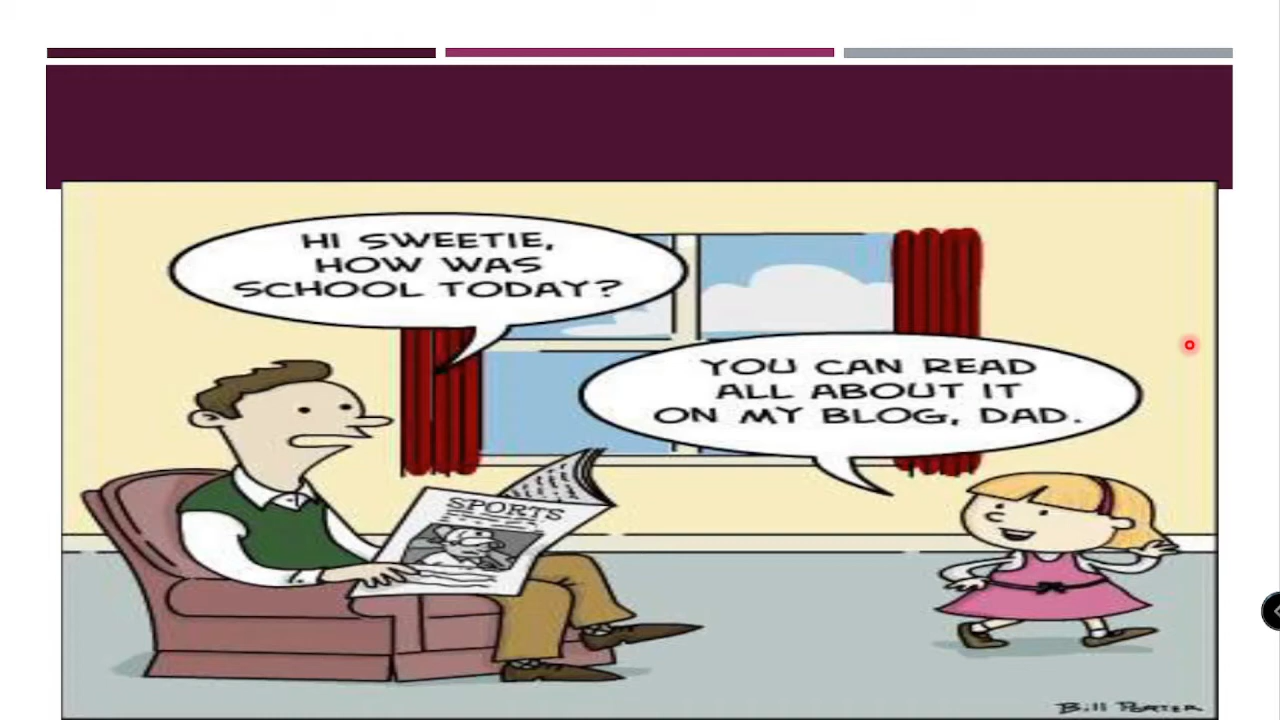 HI SWEETIE,
HOW WAS
SCHOOL TODAY?
YOU CAN READ
ALL ABOUT IT
ON MY BLOG, DAD.
SPORTS
Bill PORTER